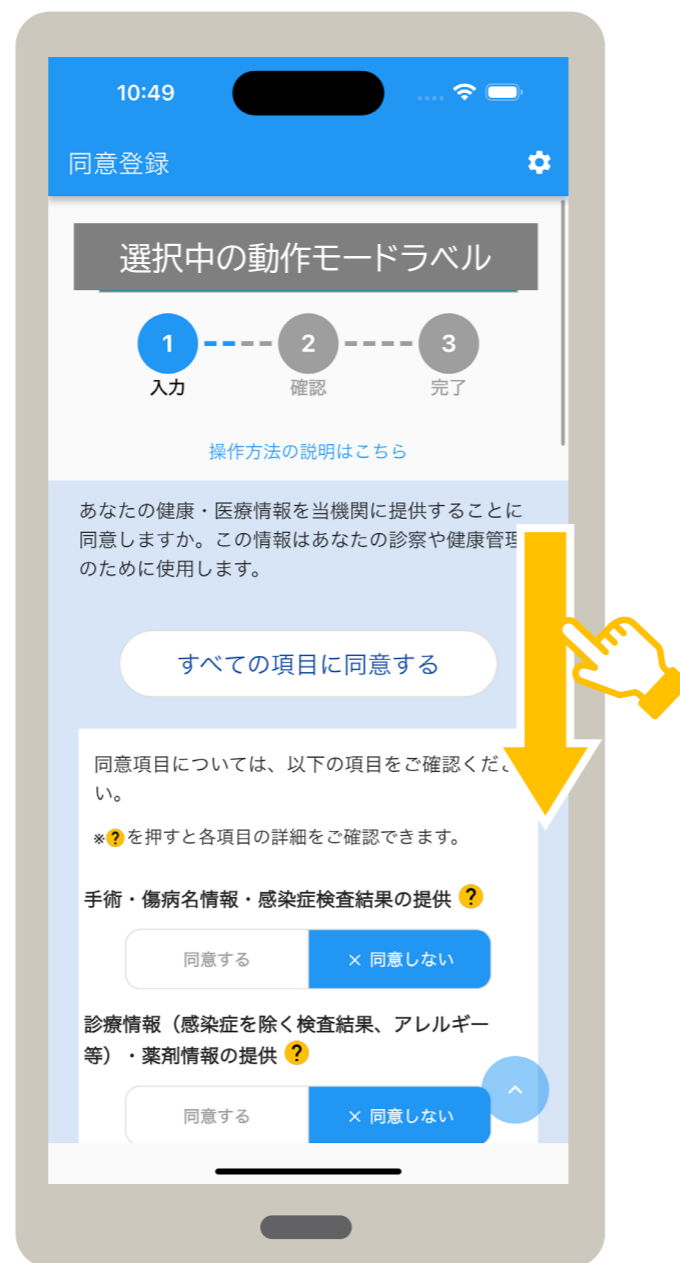 10:49
同意登録
選択中の動作モードラベル
1
2
3
入力
確認
完了
操作方法の説明はこちら
あなたの健康・医療情報を当機関に提供することに
同意しますか。この情報はあなたの診察や健康管理
のために使用します。
すべての項目に同意する
同意項目については、以下の項目をご確認くださ
い。
※?を押すと各項目の詳細をご確認できます。
手術・傷病名情報・感染症検査結果の提供 ?
同意する
× 同意しない
診療情報（感染症を除く検査結果、アレルギー
等）・薬剤情報の提供 ?
同意する
× 同意しない